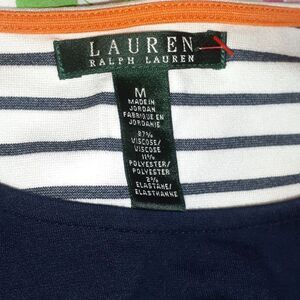 LAUREN
RALPH LAUREN
M
MADE IN
JORDAN
FABRIQUE EN
JORDANIE
87%
VISCOSE/
VISCOSE
11%
POLYESTER/
POLYESTER
2%
ELASTANE/
ELASTHANNE